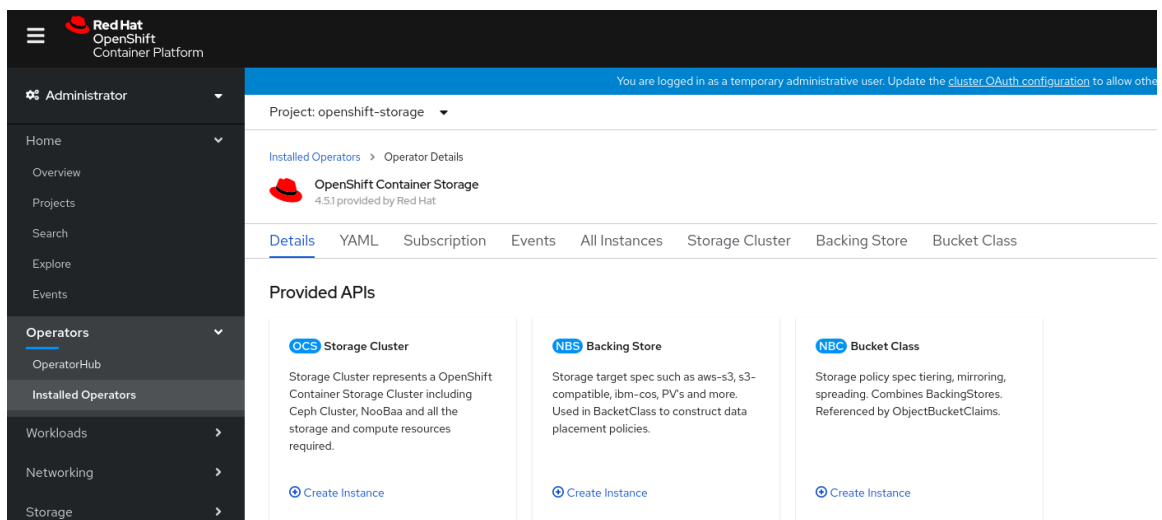 Red Hat
OpenShift
Container Platform
You are logged in as a temporary administrative user. Update the cluster OAuth configuration to allow othe
Administrator
Project: openshift-storage
Home
Overview
Projects
Search
Explore
Events
Operators
OperatorHub
Installed Operators
Workloads
Networking
Storage
Installed Operators > Operator Details
OpenShift Container Storage
4.5.1 provided by Red Hat
Details YAML Subscription Events All Instances Storage Cluster Backing Store Bucket Class
Provided APIs
OCS Storage Cluster
Storage Cluster represents a OpenShift
Container Storage Cluster including
Ceph Cluster, NooBaa and all the
storage and compute resources
required.
Create Instance
NBS Backing Store
Storage target spec such as aws-s3, s3-
compatible, ibm-cos, PV's and more.
Used in BacketClass to construct data
placement policies.
Create Instance
NBC Bucket Class
Storage policy spec tiering, mirroring,
spreading. Combines BackingStores.
Referenced by ObjectBucketClaims.
Create Instance